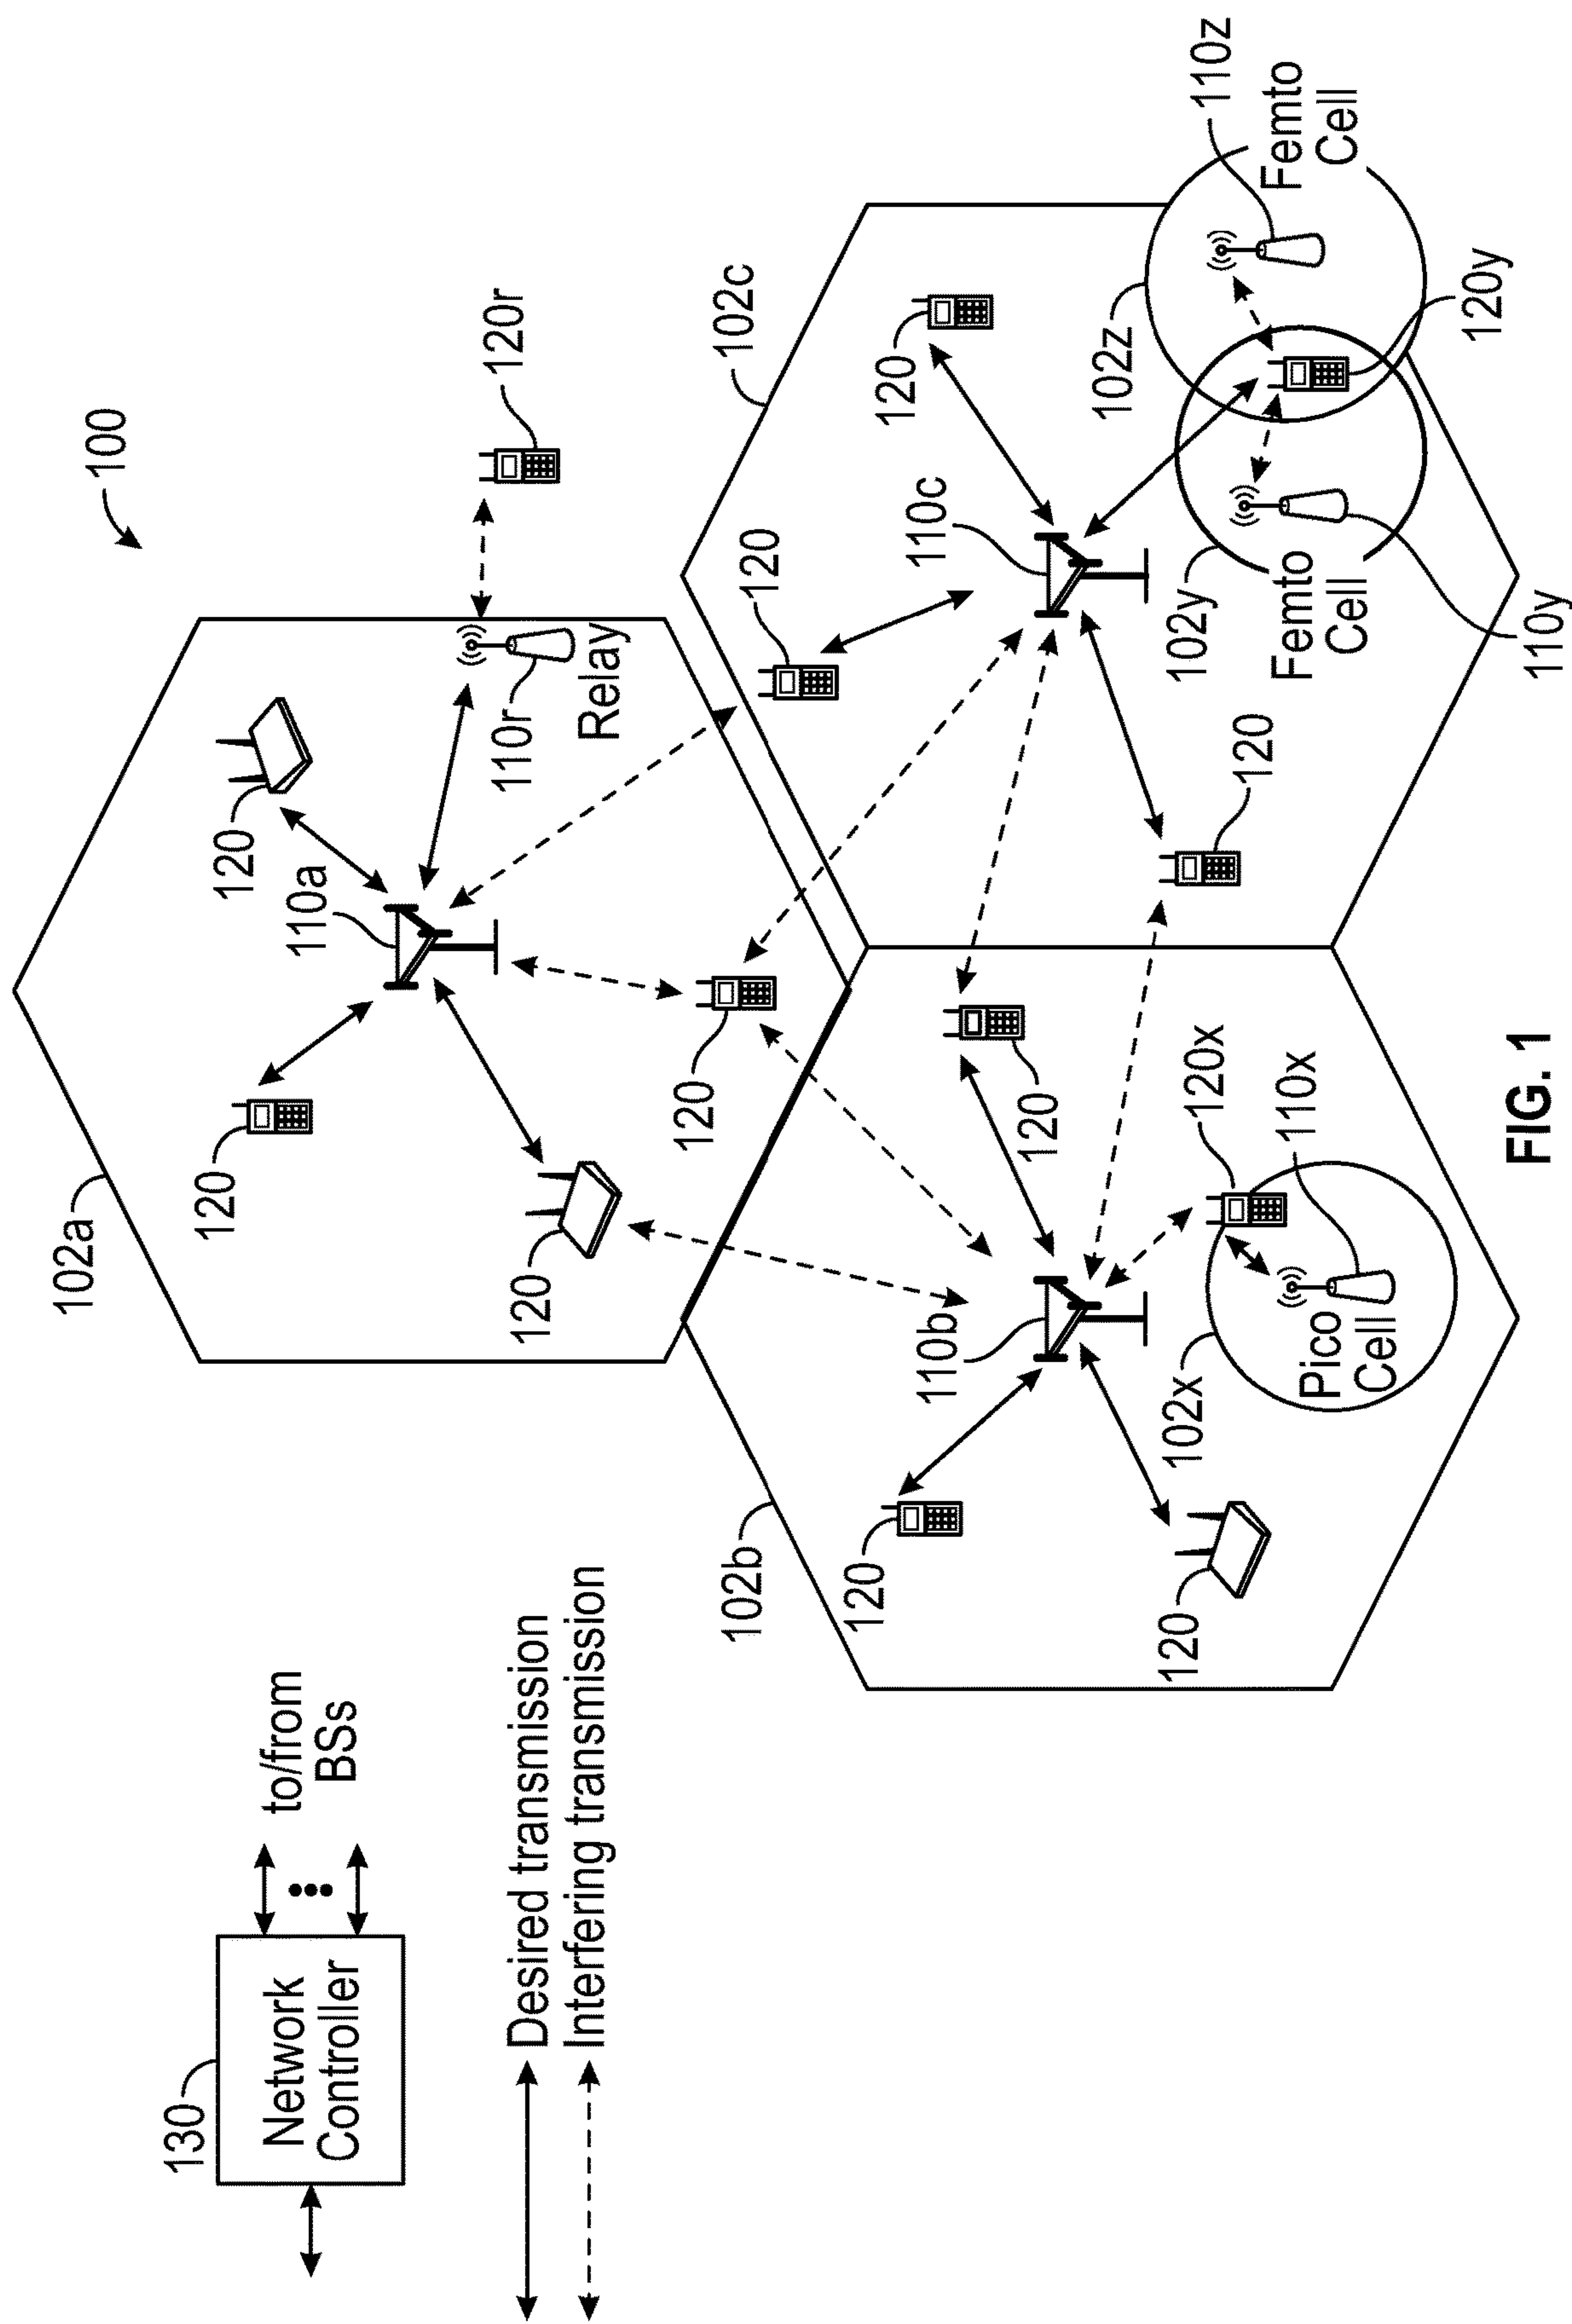 100
130
Network
Controller
to/from
BSs
Desired transmission
Interfering transmission
102a
120
110a
120
120
120
110r
Relay
120r
102b
120
110b
120
120
102x
Pico
Cell
120x
110x
102c
120
110c
120
120
102y
Femto
Cell
110y
102z
120y
Femto
Cell
110z
FIG. 1